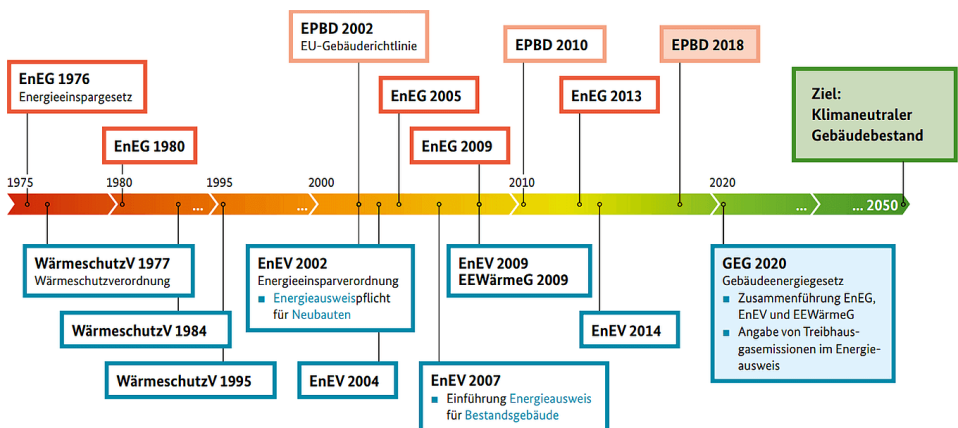 EPBD 2002
EU-Gebäuderichtlinie
EPBD 2010
EPBD 2018
EnEG 1976
Energieeinspargesetz
EnEG 2005
EnEG 2013
Ziel:
Klimaneutraler
Gebäudebestand
EnEG 1980
EnEG 2009
1975
1980
1995
2000
2010
2020
...
...
...
... 2050
WärmeschutzV 1977
Wärmeschutzverordnung
EnEV 2002
Energieeinsparverordnung
■ Energieausweispflicht
für Neubauten
EnEV 2009
EEWärmeG 2009
GEG 2020
Gebäudeenergiegesetz
■ Zusammenführung EnEG,
EnEV und EEWärmeG
■ Angabe von Treibhaus-
gasemissionen im Energie-
ausweis
WärmeschutzV 1984
EnEV 2014
WärmeschutzV 1995
EnEV 2004
EnEV 2007
■ Einführung Energieausweis
für Bestandsgebäude